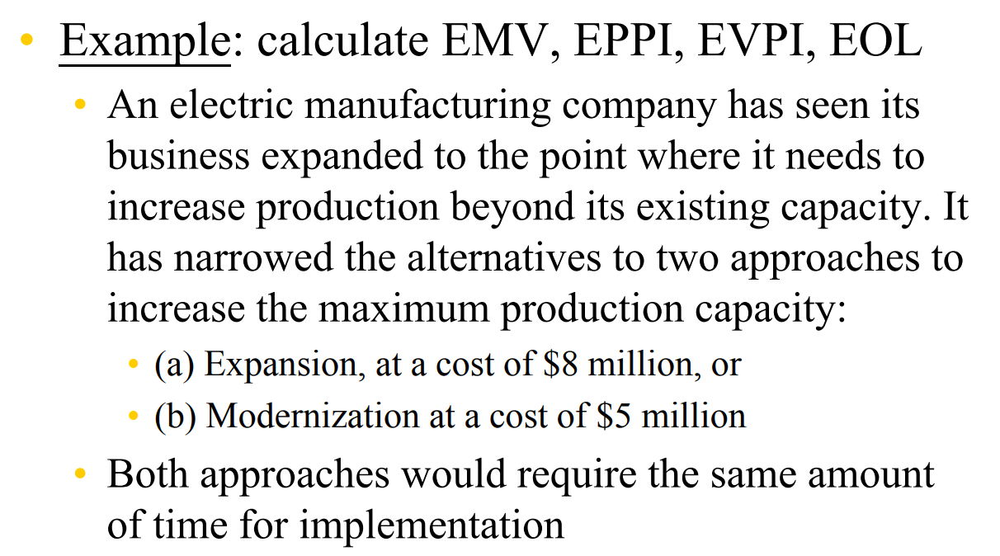 • Example: calculate EMV, EPPI, EVPI, EOL
• An electric manufacturing company has seen its
business expanded to the point where it needs to
increase production beyond its existing capacity. It
has narrowed the alternatives to two approaches to
increase the maximum production capacity:
• (a) Expansion, at a cost of $8 million, or
• (b) Modernization at a cost of $5 million
• Both approaches would require the same amount
of time for implementation